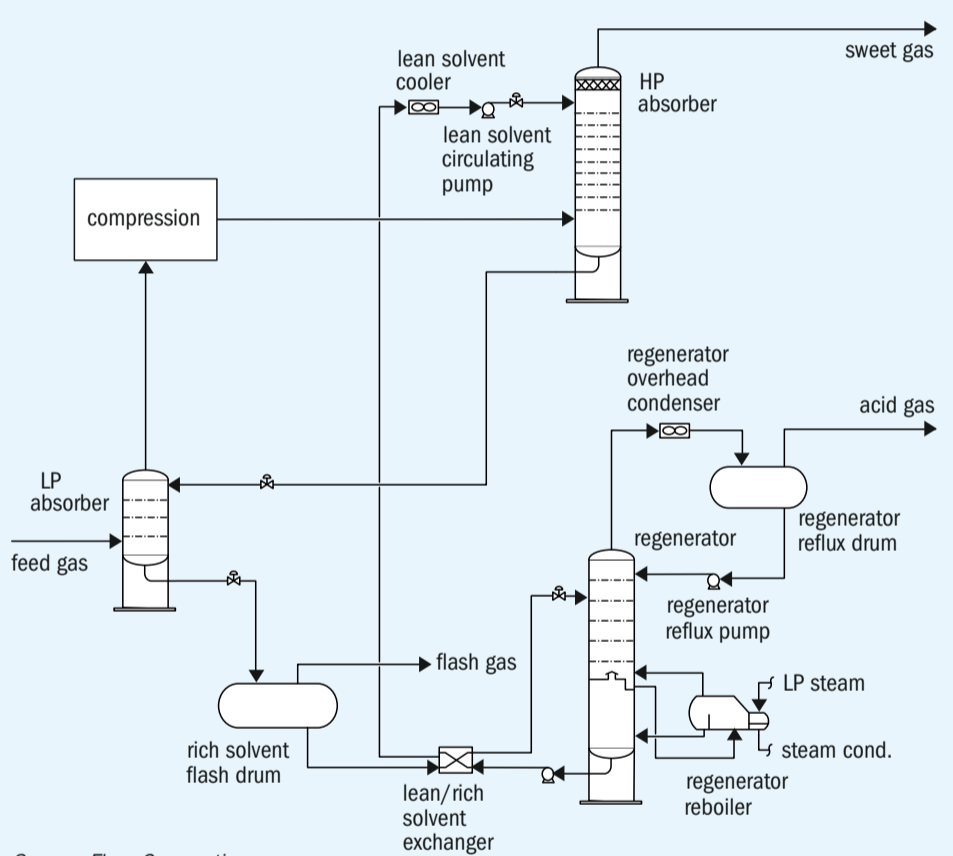 sweet gas
lean solvent
cooler
HP
absorber
lean solvent
circulating
pump
compression
regenerator
overhead
condenser
acid gas
LP
absorber
feed gas
regenerator
reflux drum
regenerator
regenerator
reflux pump
flash gas
LP steam
steam cond.
rich solvent
flash drum
regenerator
reboiler
lean/rich
solvent
exchanger